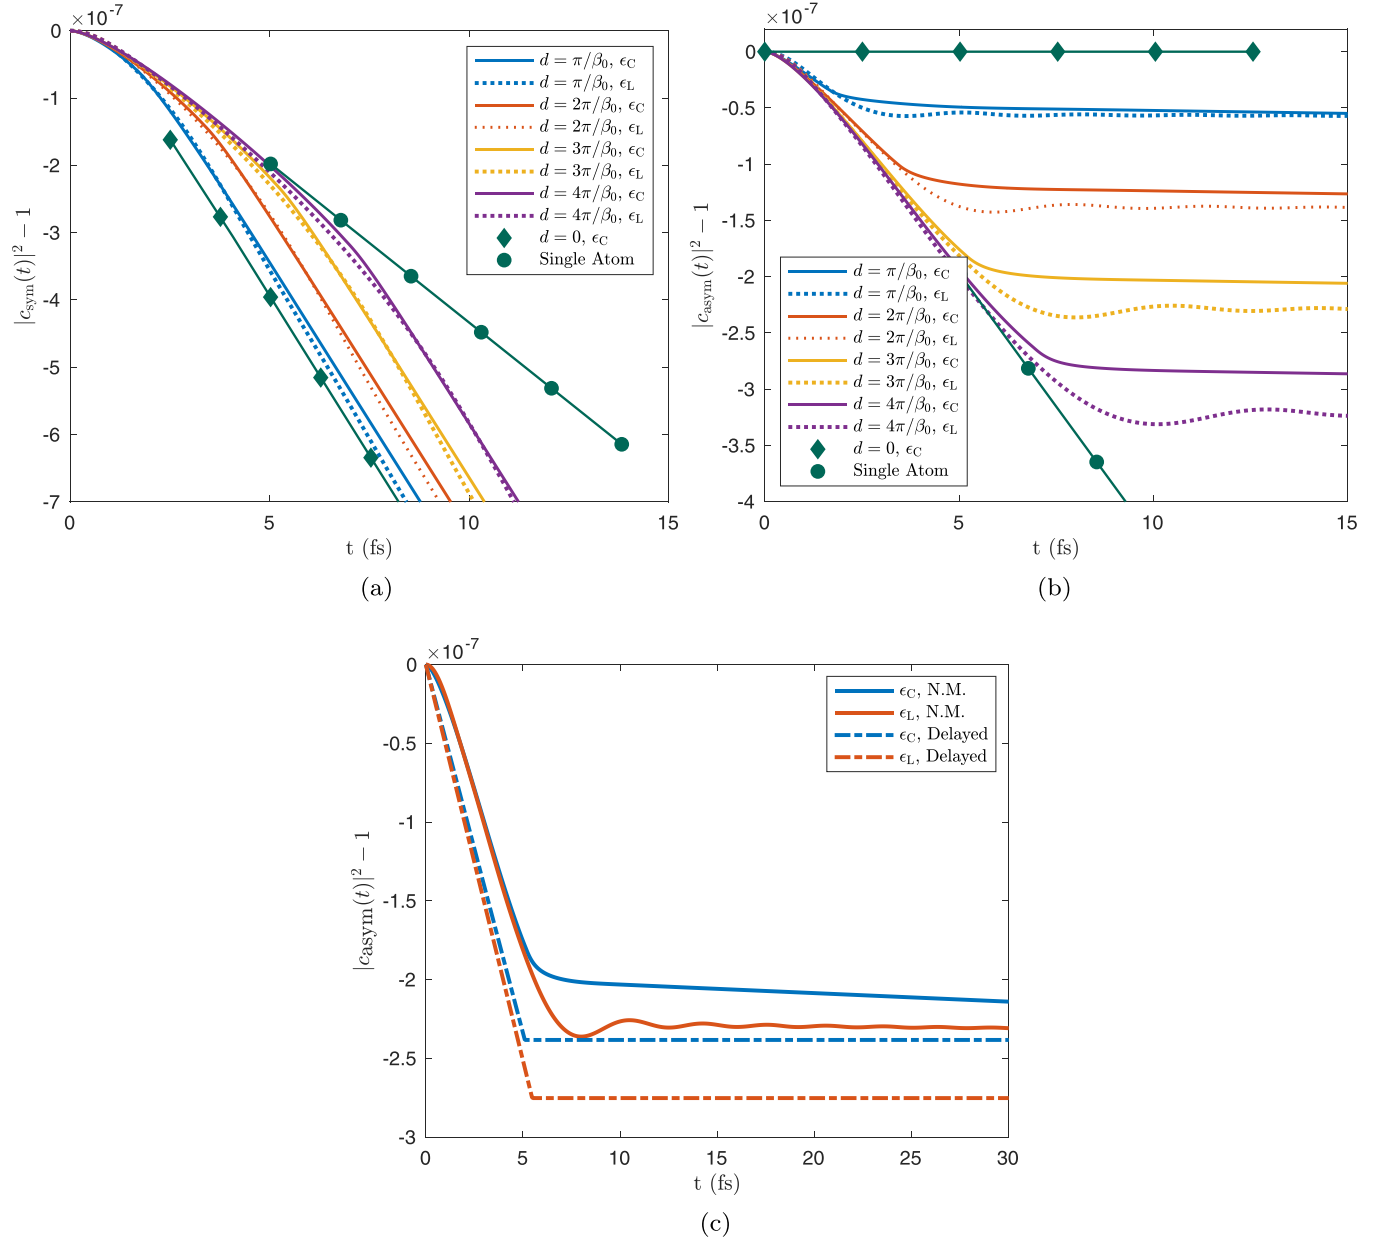 ×10⁻⁷
0
-1
-2
-3
-4
-5
-6
-7
|c_sym(t)|² − 1
0 5 10 15
t (fs)
d = π/β₀, ϵ_C
d = π/β₀, ϵ_L
d = 2π/β₀, ϵ_C
d = 2π/β₀, ϵ_L
d = 3π/β₀, ϵ_C
d = 3π/β₀, ϵ_L
d = 4π/β₀, ϵ_C
d = 4π/β₀, ϵ_L
d = 0, ϵ_C
Single Atom
(a)
×10⁻⁷
0
-0.5
-1
-1.5
-2
-2.5
-3
-3.5
-4
|c_asym(t)|² − 1
0 5 10 15
t (fs)
d = π/β₀, ϵ_C
d = π/β₀, ϵ_L
d = 2π/β₀, ϵ_C
d = 2π/β₀, ϵ_L
d = 3π/β₀, ϵ_C
d = 3π/β₀, ϵ_L
d = 4π/β₀, ϵ_C
d = 4π/β₀, ϵ_L
d = 0, ϵ_C
Single Atom
(b)
×10⁻⁷
0
-0.5
-1
-1.5
-2
-2.5
-3
|c_asym(t)|² − 1
0 5 10 15 20 25 30
t (fs)
ϵ_C, N.M.
ϵ_L, N.M.
ϵ_C, Delayed
ϵ_L, Delayed
(c)